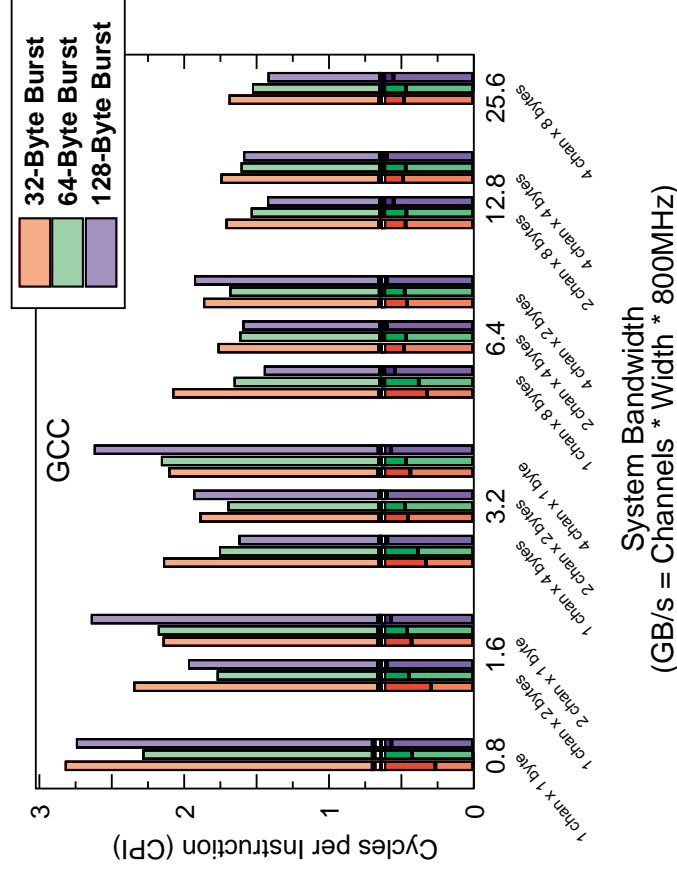 32-Byte Burst
64-Byte Burst
128-Byte Burst
GCC
Cycles per Instruction (CPI)
3
2
1
0
0.8
1.6
3.2
6.4
12.8
25.6
1 chan x 1 byte
1 chan x 2 bytes
2 chan x 1 byte
1 chan x 4 bytes
2 chan x 2 bytes
4 chan x 1 byte
1 chan x 8 bytes
2 chan x 4 bytes
4 chan x 2 bytes
2 chan x 8 bytes
4 chan x 4 bytes
4 chan x 8 bytes
System Bandwidth
(GB/s = Channels * Width * 800MHz)